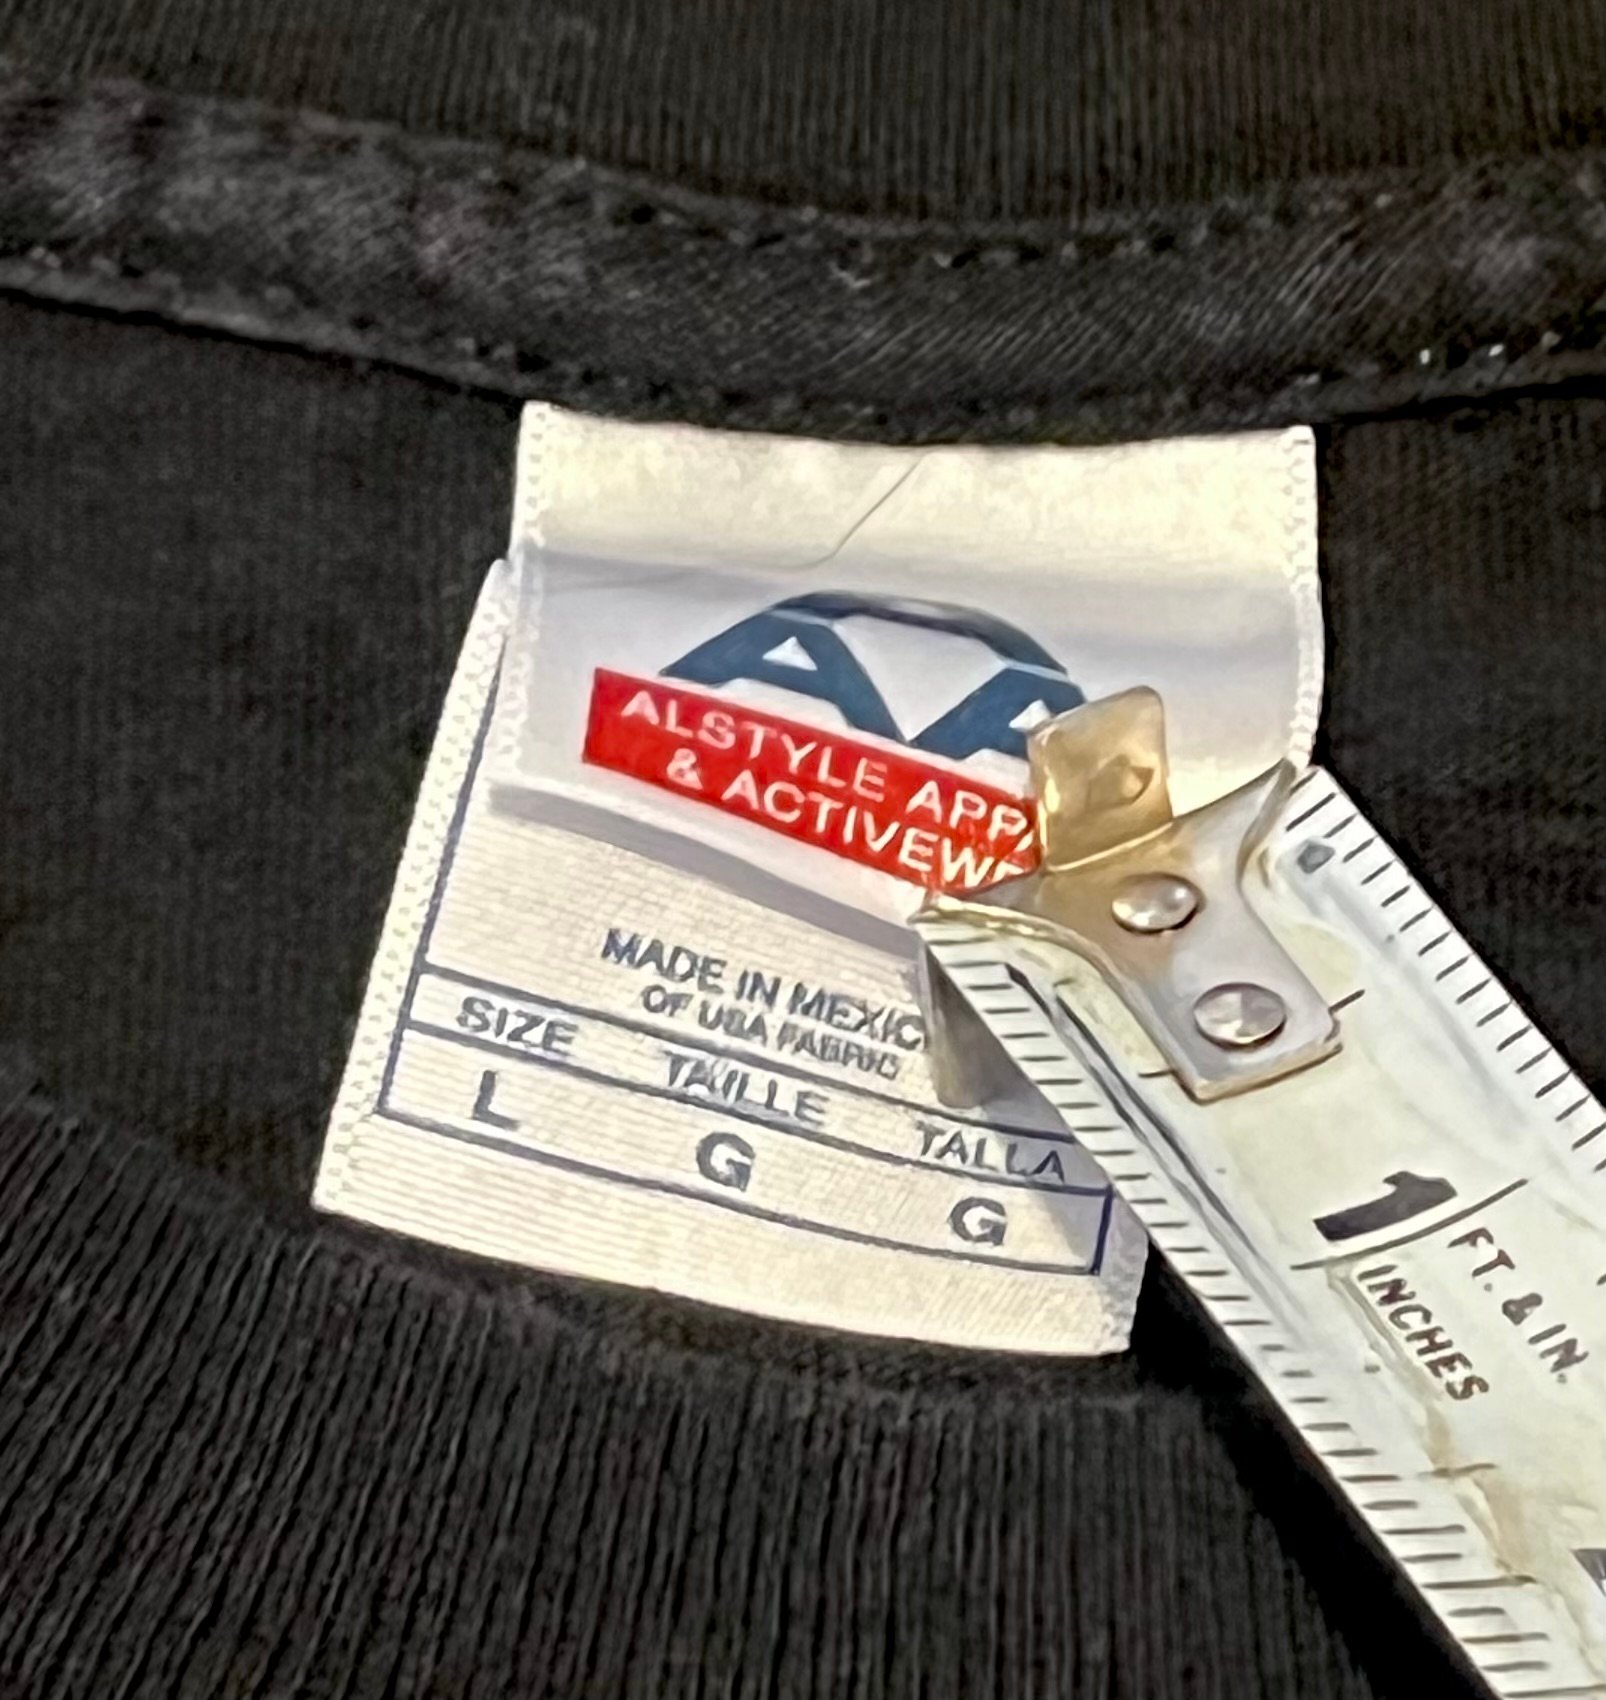 AA
ALSTYLE APP
& ACTIVEW
MADE IN MEXIC
OF USA FABRIC
SIZE TAILLE TALLA
L G G
1 FT. & IN.
INCHES